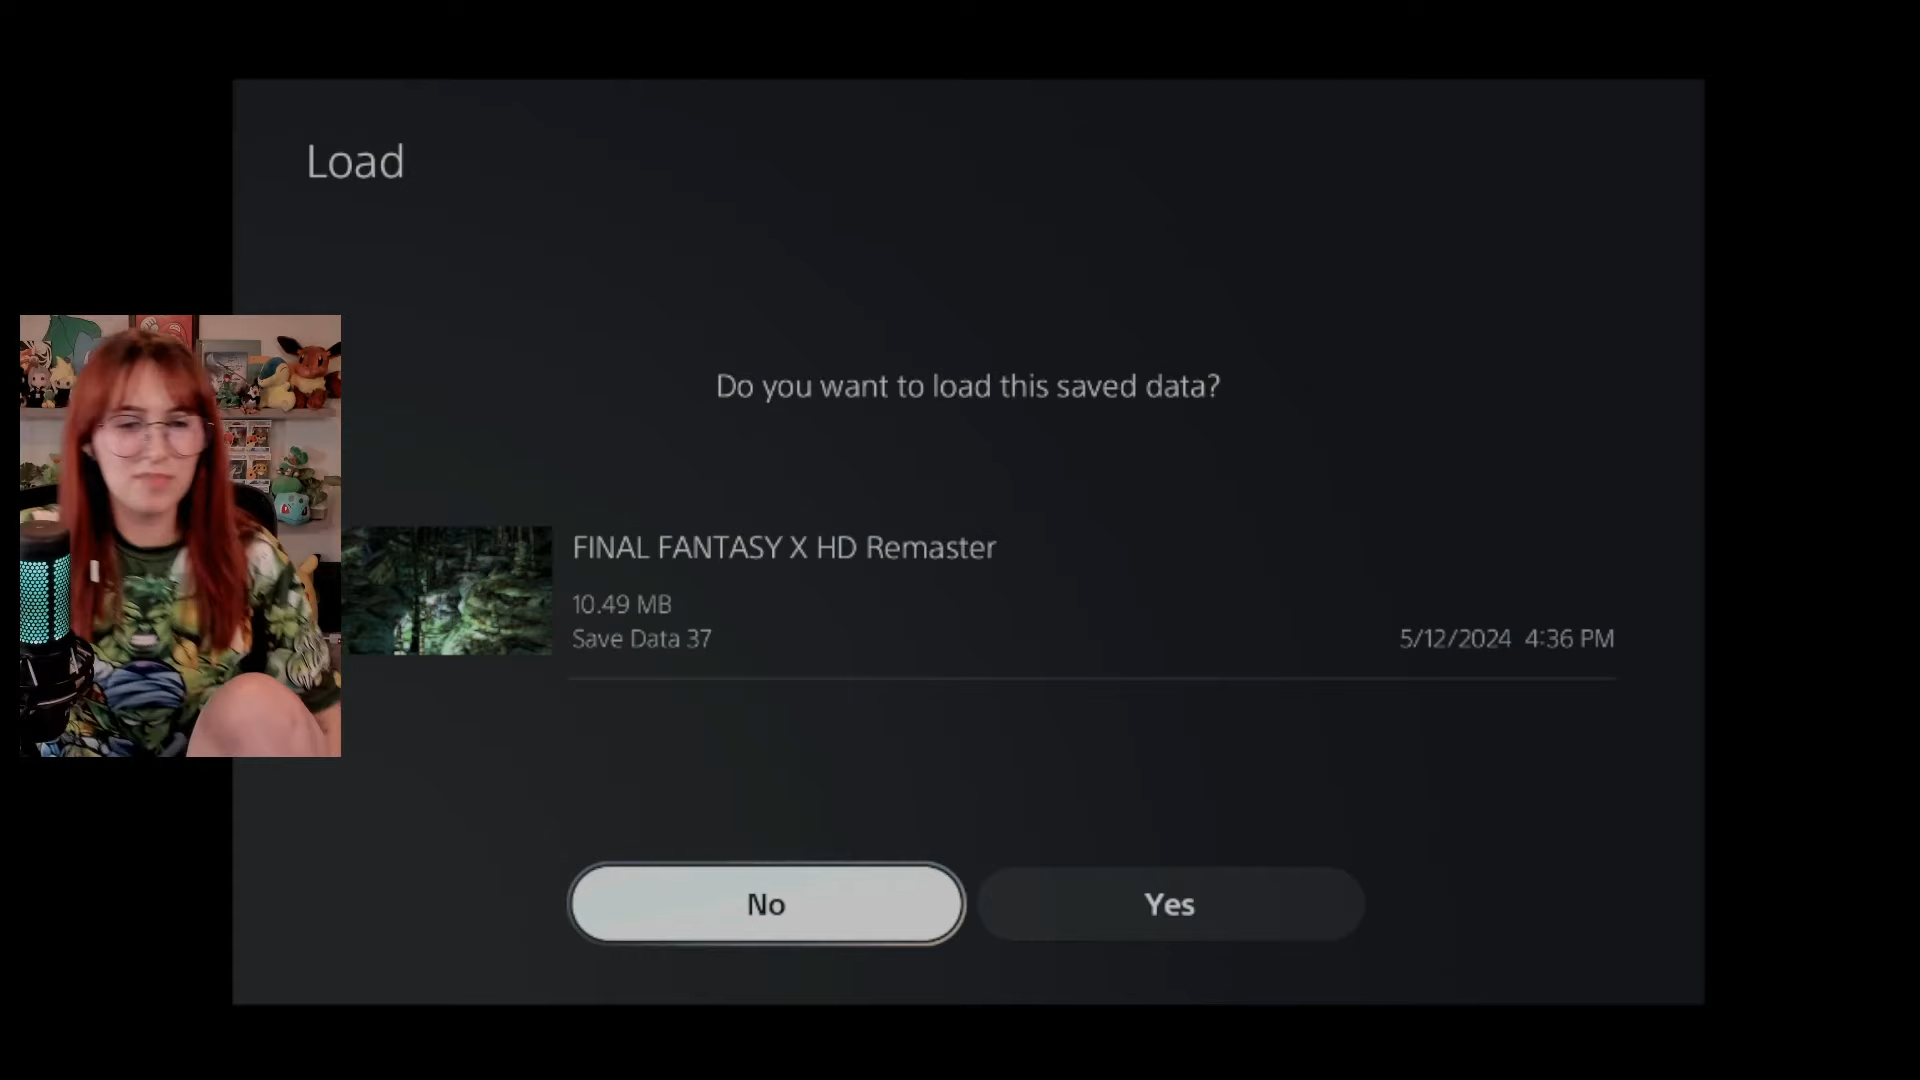 Load
Do you want to load this saved data?
FINAL FANTASY X HD Remaster
10.49 MB
Save Data 37
5/12/2024 4:36 PM
No
Yes